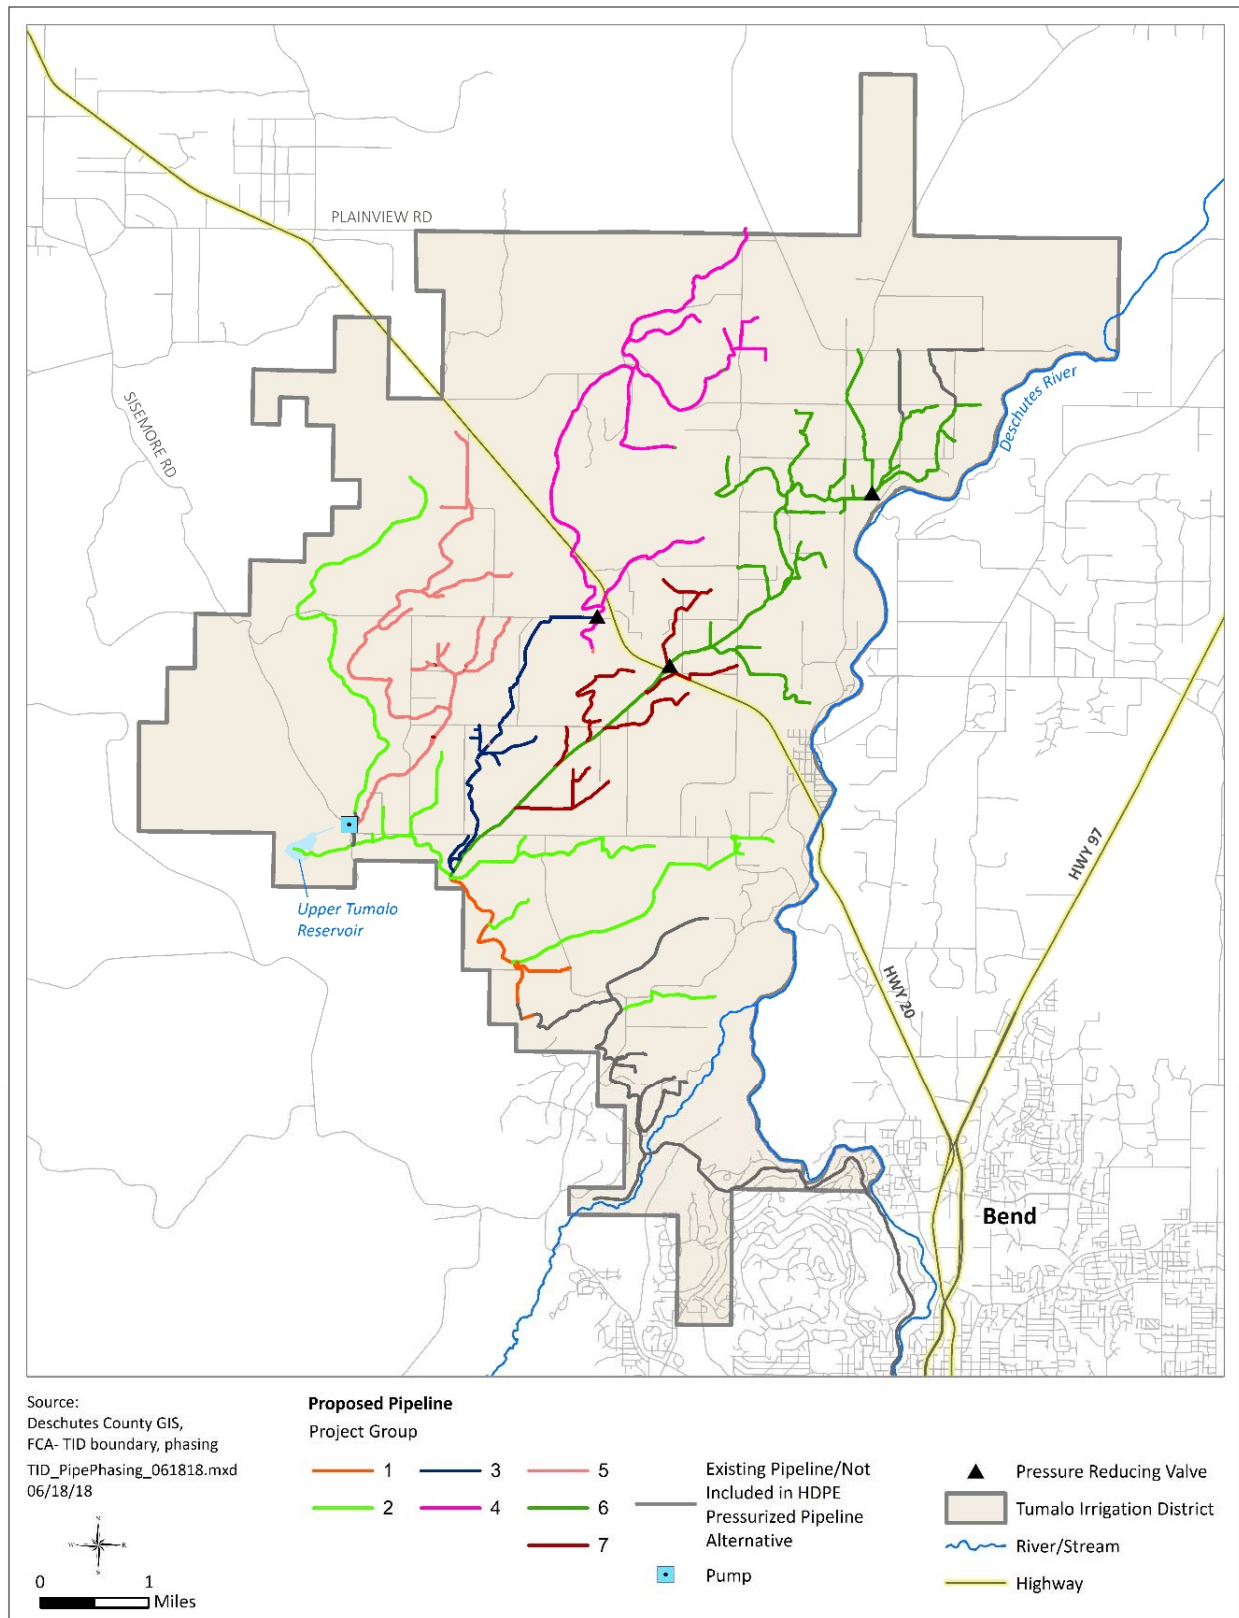 PLAINVIEW RD
SISEMORE RD
Deschutes River
HWY 97
Upper Tumalo
Reservoir
HWY 20
Bend
Source:
Deschutes County GIS,
FCA- TID boundary, phasing
TID_PipePhasing_061818.mxd
06/18/18
N
W
E
S
0 1
Miles
Proposed Pipeline
Project Group
1
2
3
4
5
6
7
Existing Pipeline/Not
Included in HDPE
Pressurized Pipeline
Alternative
Pump
Pressure Reducing Valve
Tumalo Irrigation District
River/Stream
Highway